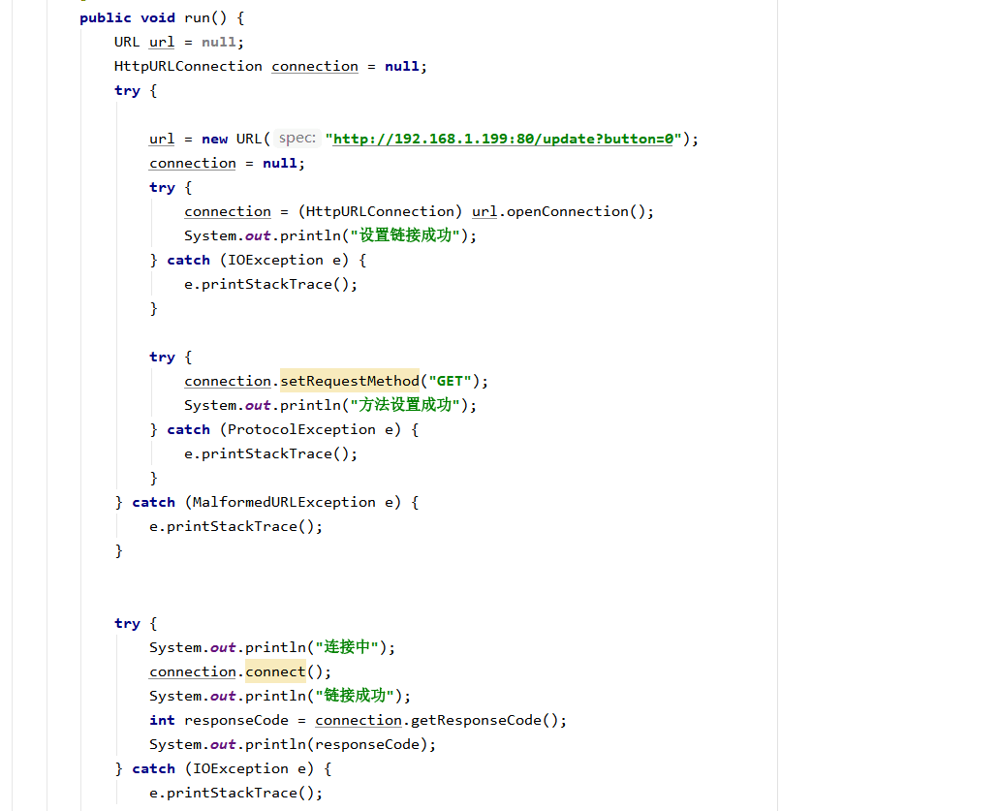 public void run() {
URL url = null;
HttpURLConnection connection = null;
try {
url = new URL( spec: "http://192.168.1.199:80/update?button=0");
connection = null;
try {
connection = (HttpURLConnection) url.openConnection();
System.out.println("设置链接成功");
} catch (IOException e) {
e.printStackTrace();
}
try {
connection.setRequestMethod("GET");
System.out.println("方法设置成功");
} catch (ProtocolException e) {
e.printStackTrace();
}
} catch (MalformedURLException e) {
e.printStackTrace();
}
try {
System.out.println("连接中");
connection.connect();
System.out.println("链接成功");
int responseCode = connection.getResponseCode();
System.out.println(responseCode);
} catch (IOException e) {
e.printStackTrace();